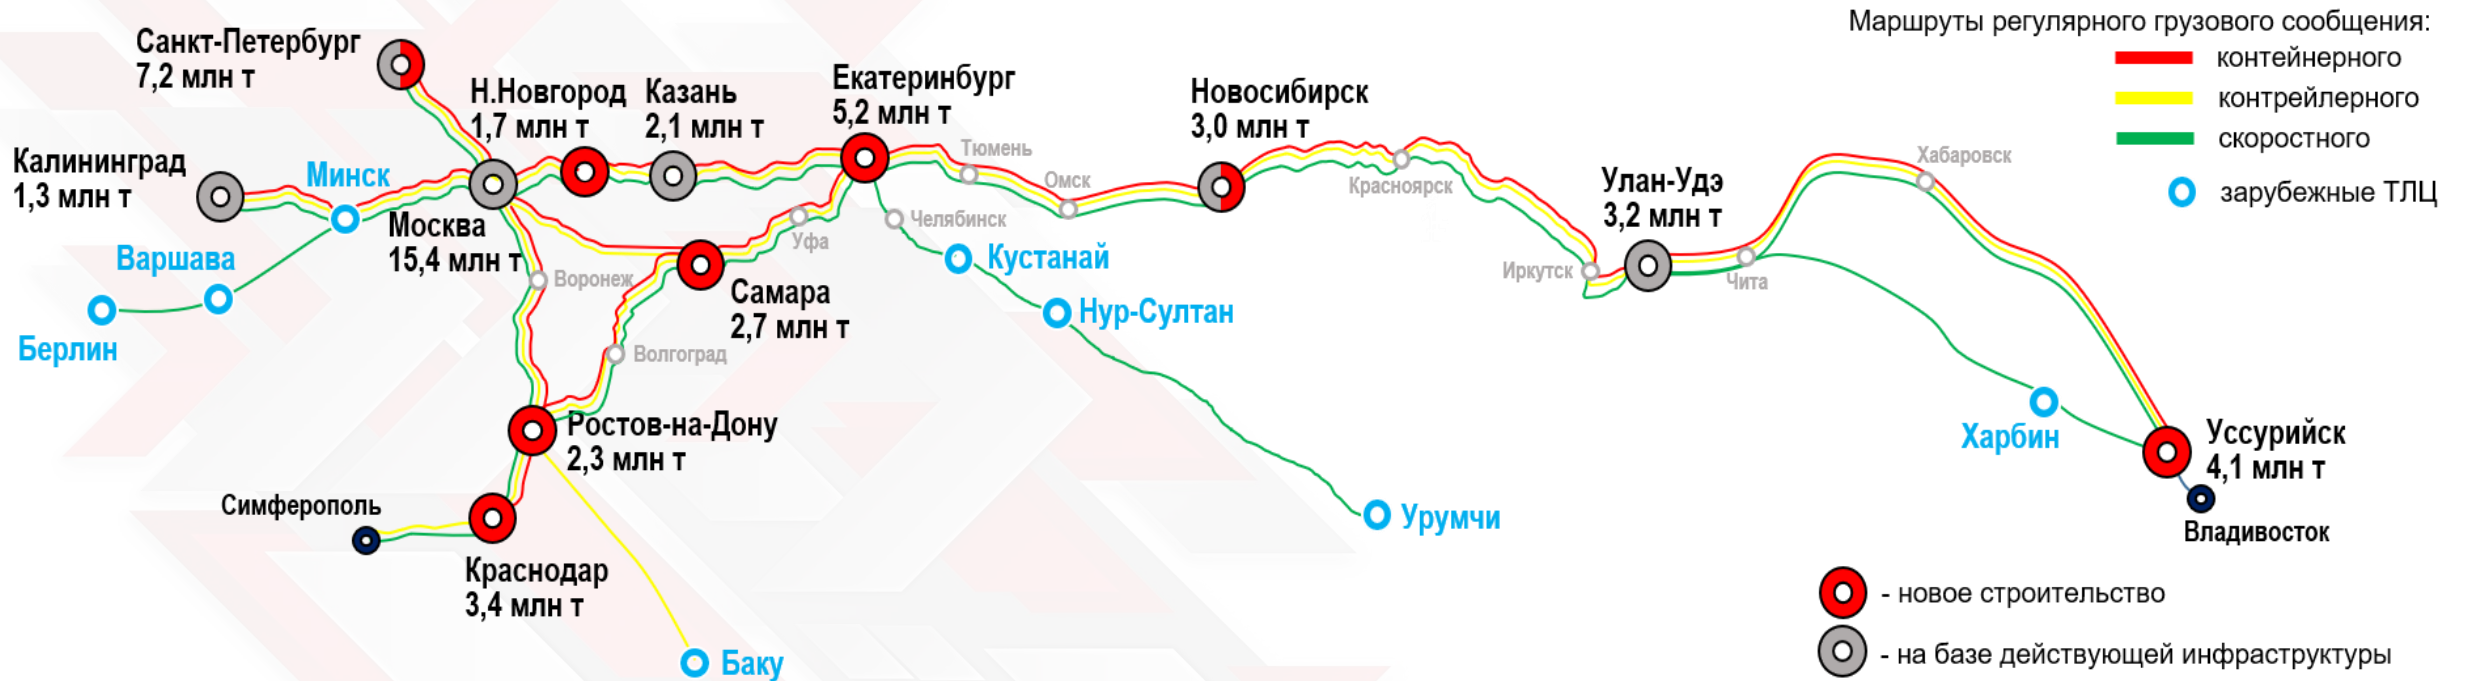 Маршруты регулярного грузового сообщения:
контейнерного
контрейлерного
скоростного
зарубежные ТЛЦ
Санкт-Петербург
7,2 млн т
Н.Новгород
1,7 млн т
Казань
2,1 млн т
Екатеринбург
5,2 млн т
Новосибирск
3,0 млн т
Калининград
1,3 млн т
Минск
Москва
15,4 млн т
Варшава
Берлин
Воронеж
Самара
2,7 млн т
Уфа
Челябинск
Тюмень
Омск
Кустанай
Нур-Султан
Урумчи
Красноярск
Иркутск
Улан-Удэ
3,2 млн т
Чита
Хабаровск
Харбин
Уссурийск
4,1 млн т
Владивосток
Волгоград
Ростов-на-Дону
2,3 млн т
Симферополь
Краснодар
3,4 млн т
Баку
- новое строительство
- на базе действующей инфраструктуры